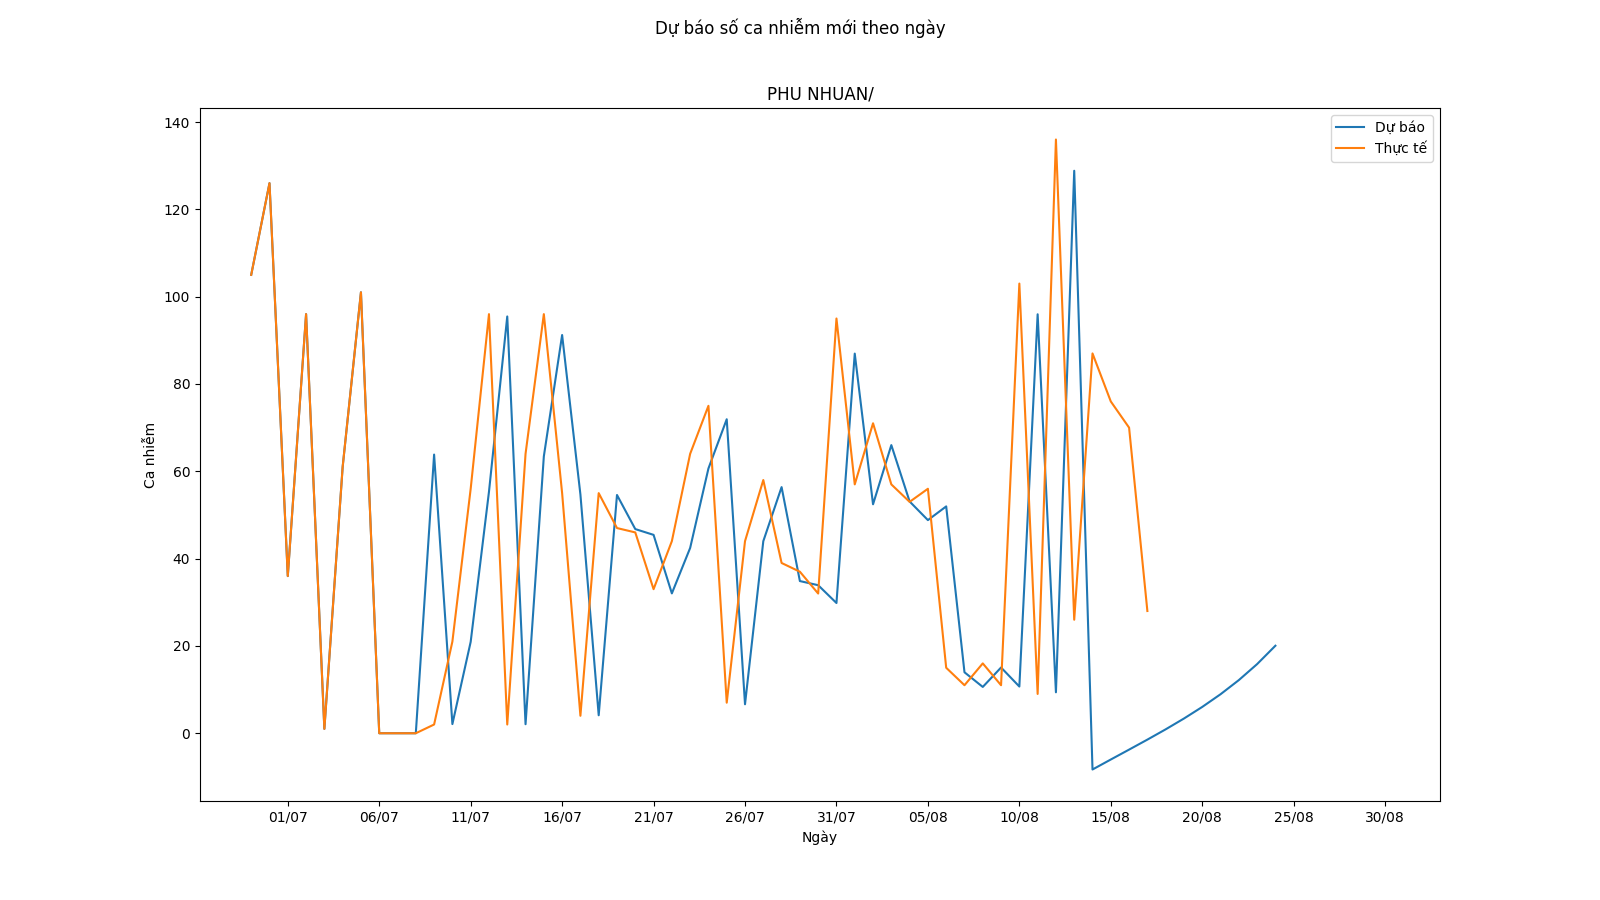 Dự báo số ca nhiễm mới theo ngày
PHU NHUAN/
Dự báo
Thực tế
Ca nhiễm
140
120
100
80
60
40
20
0
01/07 06/07 11/07 16/07 21/07 26/07 31/07 05/08 10/08 15/08 20/08 25/08 30/08
Ngày